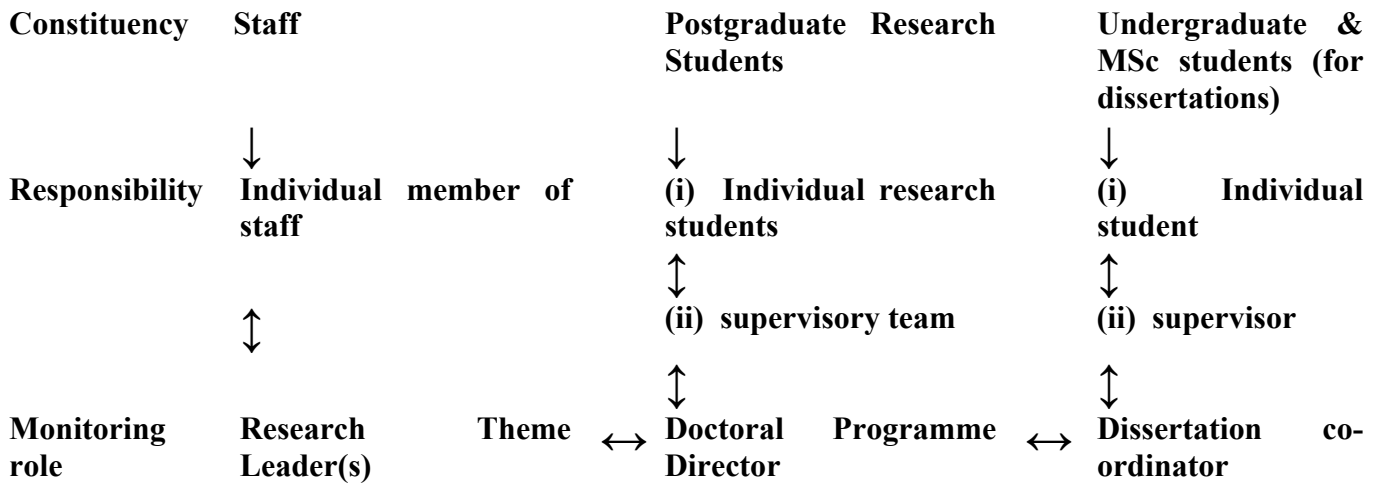 Constituency Staff Postgraduate Research Undergraduate &
Students MSc students (for
dissertations)
↓ ↓ ↓
Responsibility Individual member of (i) Individual research (i) Individual
staff students student
↕ ↕
↕ (ii) supervisory team (ii) supervisor
↕ ↕
Monitoring Research Theme ↔ Doctoral Programme ↔ Dissertation co-
role Leader(s) Director ordinator